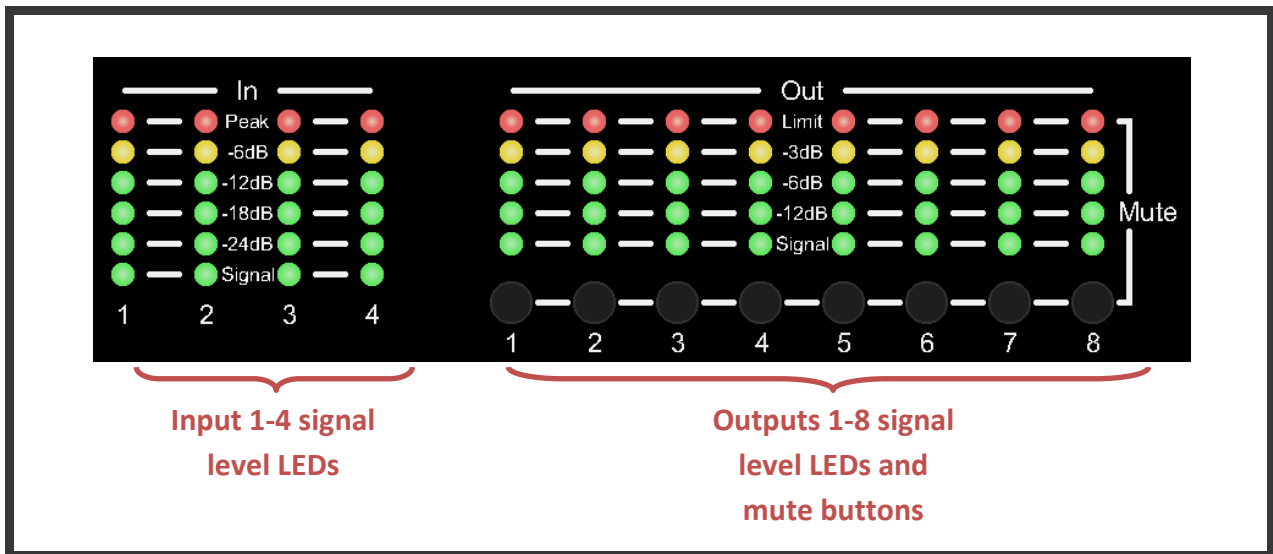 In
Peak
-6dB
-12dB
-18dB
-24dB
Signal
1 2 3 4
Out
Limit
-3dB
-6dB
-12dB
Signal
Mute
1 2 3 4 5 6 7 8
Input 1-4 signal
level LEDs
Outputs 1-8 signal
level LEDs and
mute buttons